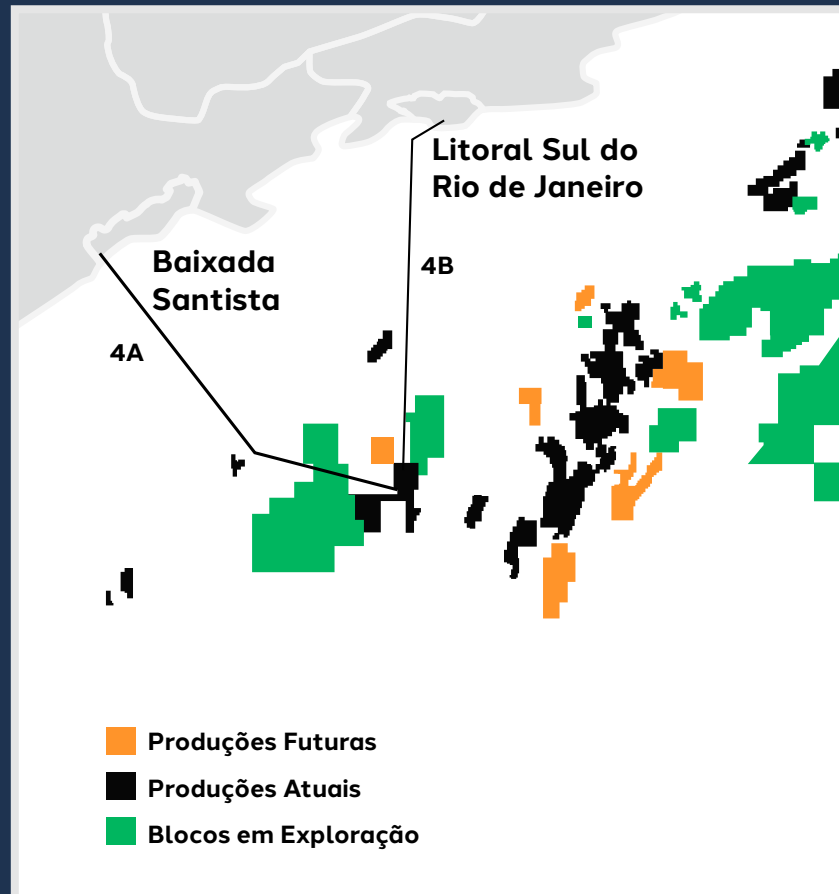 Litoral Sul do
Rio de Janeiro
Baixada
Santista
4B
4A
Produções Futuras
Produções Atuais
Blocos em Exploração